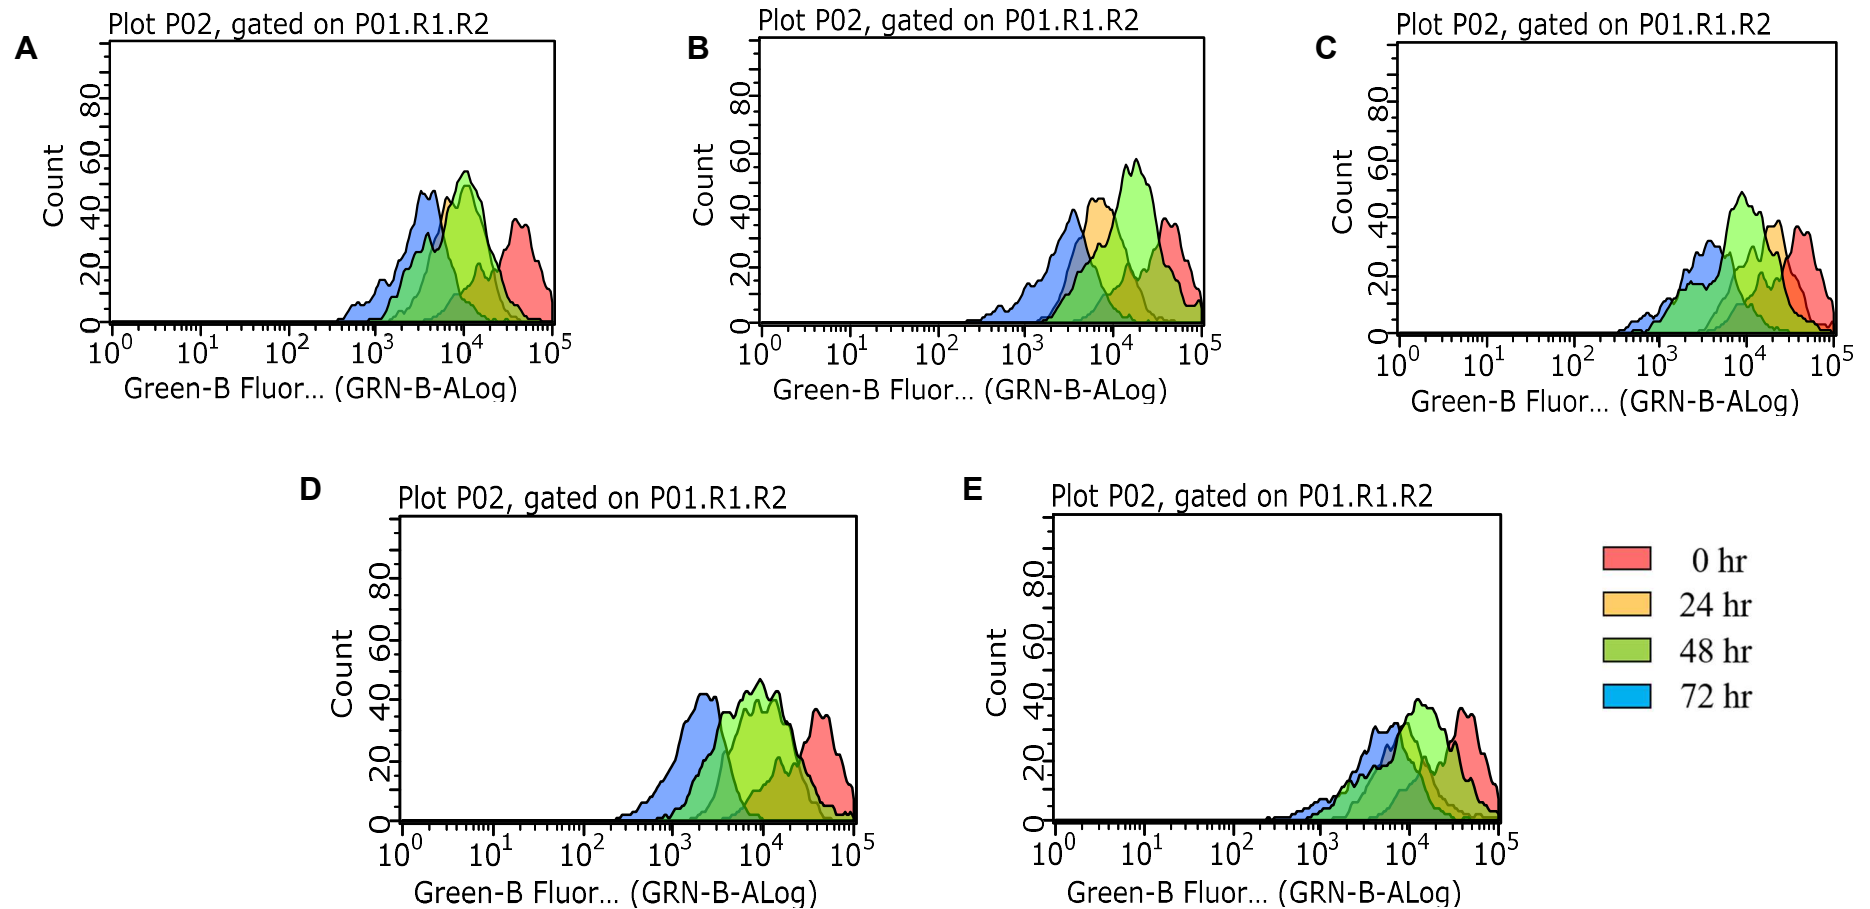 A
Plot P02, gated on P01.R1.R2
Count
0 20 40 60 80
10^0 10^1 10^2 10^3 10^4 10^5
Green-B Fluor... (GRN-B-ALog)
B
Plot P02, gated on P01.R1.R2
Count
0 20 40 60 80
10^0 10^1 10^2 10^3 10^4 10^5
Green-B Fluor... (GRN-B-ALog)
C
Plot P02, gated on P01.R1.R2
Count
0 20 40 60 80
10^0 10^1 10^2 10^3 10^4 10^5
Green-B Fluor... (GRN-B-ALog)
D
Plot P02, gated on P01.R1.R2
Count
0 20 40 60 80
10^0 10^1 10^2 10^3 10^4 10^5
Green-B Fluor... (GRN-B-ALog)
E
Plot P02, gated on P01.R1.R2
Count
0 20 40 60 80
10^0 10^1 10^2 10^3 10^4 10^5
Green-B Fluor... (GRN-B-ALog)
0 hr
24 hr
48 hr
72 hr